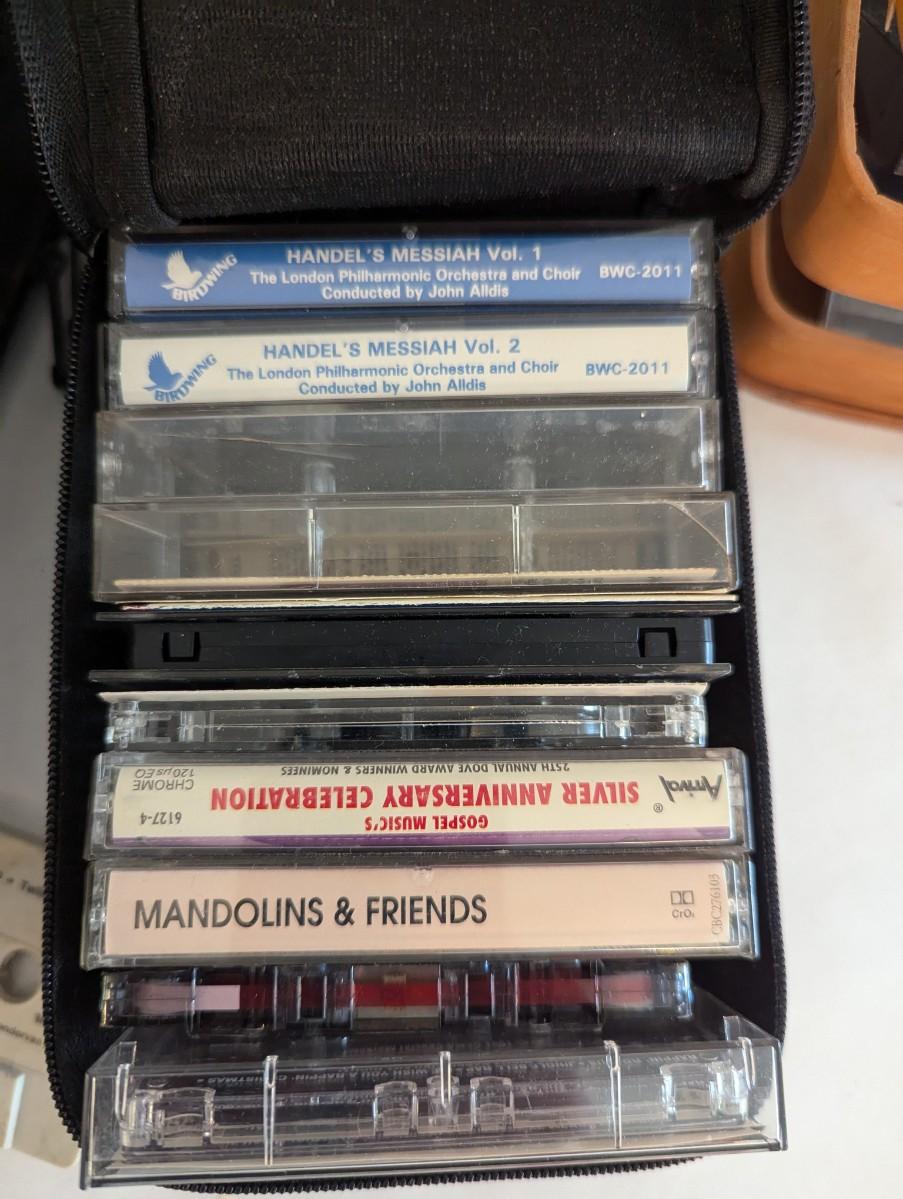 HANDEL'S MESSIAH Vol. 1
The London Philharmonic Orchestra and Choir
Conducted by John Alldis
BWC-2011
BIRDWING
HANDEL'S MESSIAH Vol. 2
The London Philharmonic Orchestra and Choir
Conducted by John Alldis
BWC-2011
BIRDWING
Arrival
GOSPEL MUSIC'S
SILVER ANNIVERSARY CELEBRATION
®
25TH ANNUAL DOVE AWARD WINNERS & NOMINEES
6127-4
CHROME
120 µs EQ
MANDOLINS & FRIENDS
CrO₂
CBC276103